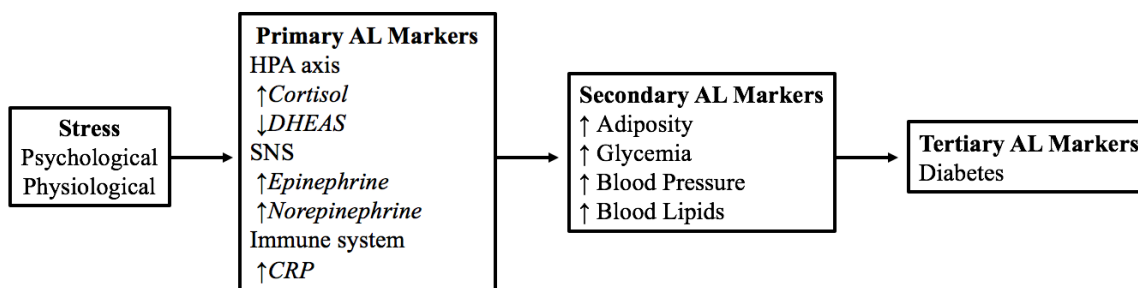 Stress
Psychological
Physiological
Primary AL Markers
HPA axis
↑Cortisol
↓DHEAS
SNS
↑Epinephrine
↑Norepinephrine
Immune system
↑CRP
Secondary AL Markers
↑ Adiposity
↑ Glycemia
↑ Blood Pressure
↑ Blood Lipids
Tertiary AL Markers
Diabetes